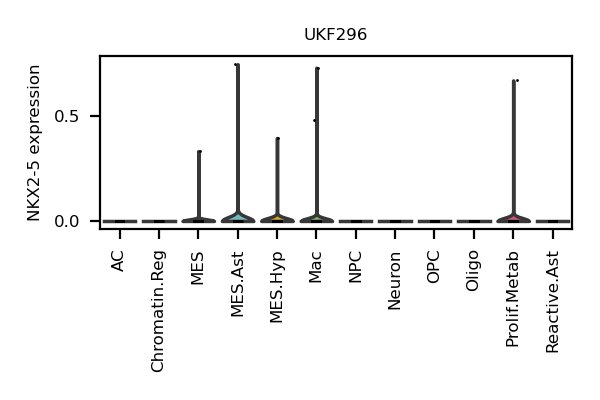 UKF296
NKX2-5 expression
0.5
0.0
AC
Chromatin.Reg
MES
MES.Ast
MES.Hyp
Mac
NPC
Neuron
OPC
Oligo
Prolif.Metab
Reactive.Ast